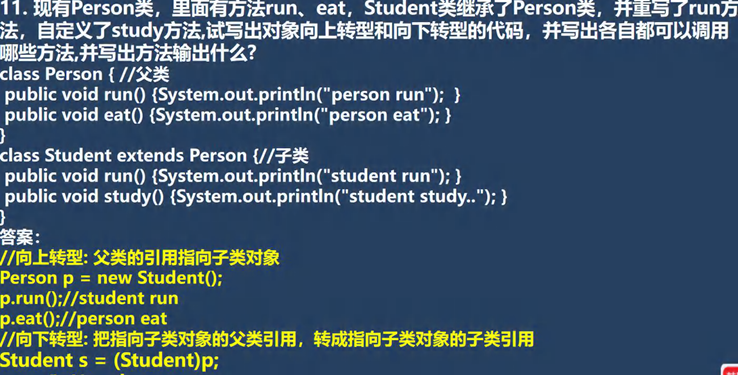 11. 现有Person类，里面有方法run、eat，Student类继承了Person类，并重写了run方
法，自定义了study方法,试写出对象向上转型和向下转型的代码，并写出各自都可以调用
哪些方法,并写出方法输出什么?
class Person { //父类
public void run() {System.out.println("person run");  }
public void eat() {System.out.println("person eat"); }
}
class Student extends Person {//子类
public void run() {System.out.println("student run"); }
public void study() {System.out.println("student study.."); }
}
答案：
//向上转型: 父类的引用指向子类对象
Person p = new Student();
p.run();//student run
p.eat();//person eat
//向下转型: 把指向子类对象的父类引用，转成指向子类对象的子类引用
Student s = (Student)p;